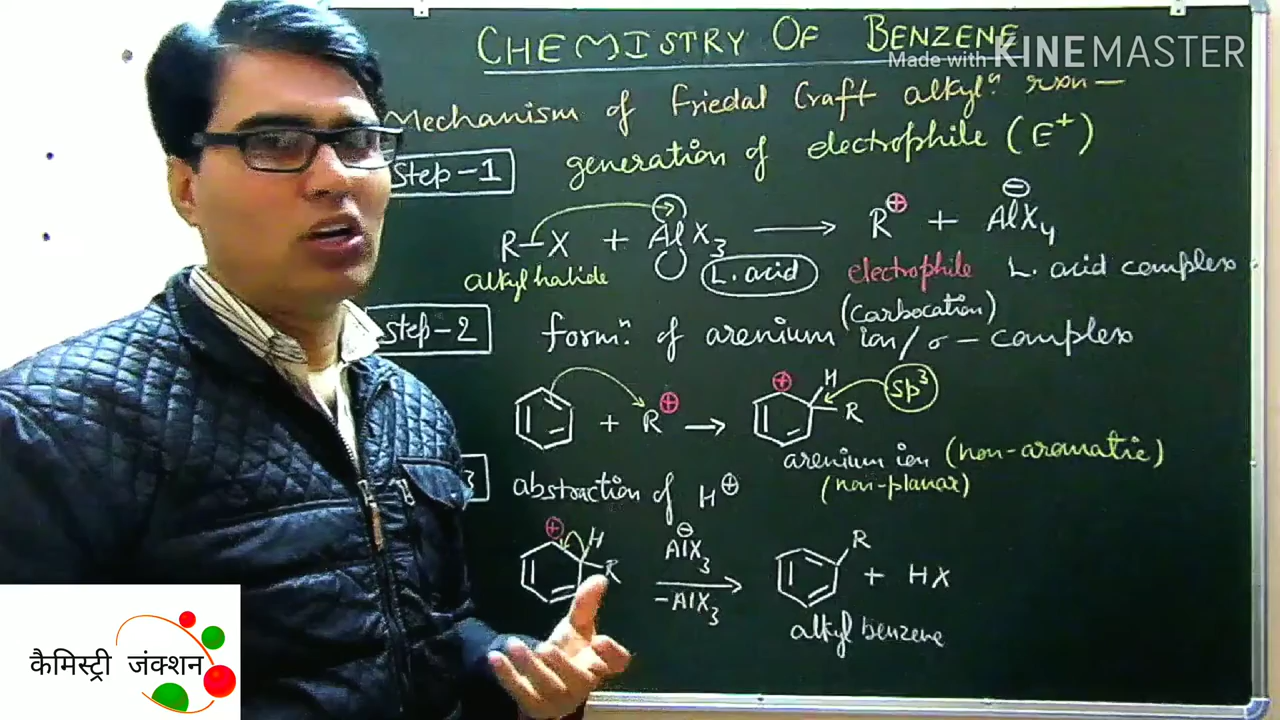 CHEMISTRY OF BENZENE
Made with KINEMASTER
Mechanism of Friedal Craft alkylⁿ rxn —
Step-1 generation of electrophile (E⁺)
R—X + AlX₃ ⟶ R⊕ + AlX₄⊖
alkyl halide L. acid electrophile L. acid complex
(carbocation)
Step-2 formⁿ. of arenium ion/σ-complex
+ R⊕ ⟶ ⊕ H R sp³
arenium ion (non-aromatic)
(non-planar)
3 abstraction of H⊕
⊕ H R AlX₃⊖ ⟶ -AlX₃ R + HX
alkyl benzene
कैमिस्ट्री जंक्शन